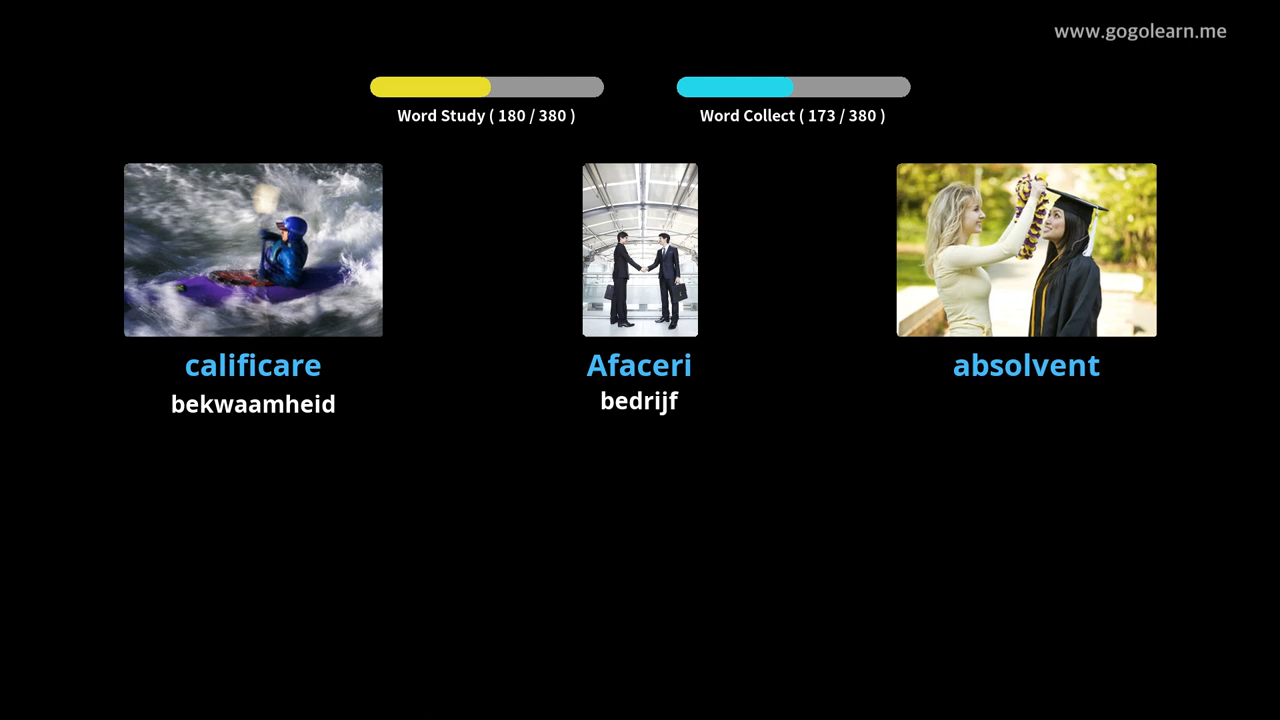 www.gogolearn.me
Word Study ( 180 / 380 )
Word Collect ( 173 / 380 )
calificare
bekwaamheid
Afaceri
bedrijf
absolvent